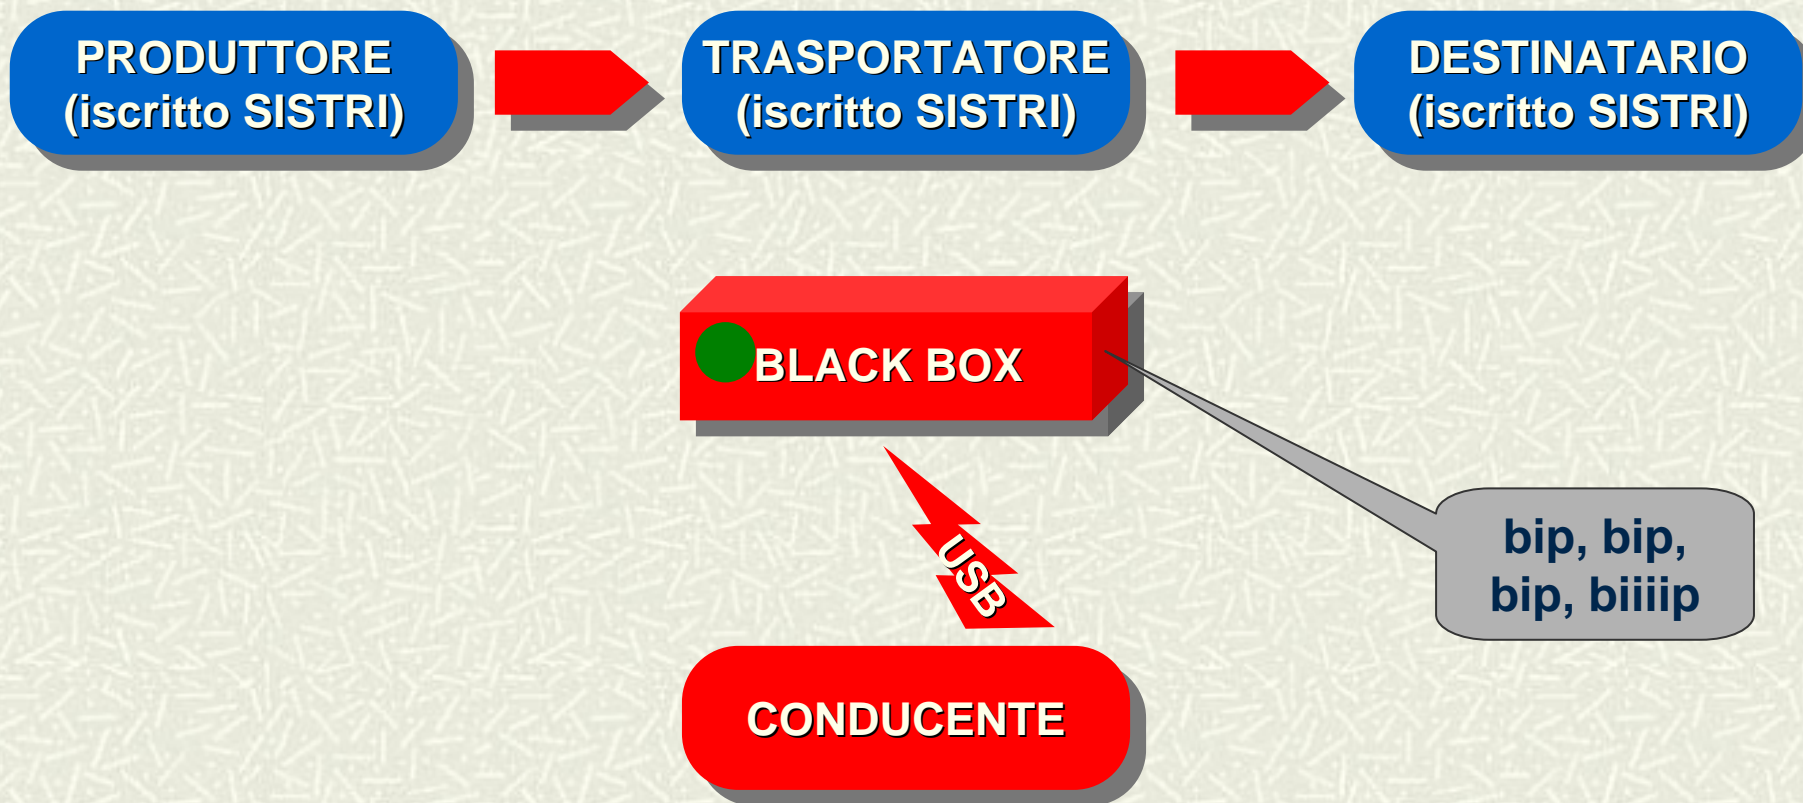 PRODUTTORE
(iscritto SISTRI)
TRASPORTATORE
(iscritto SISTRI)
DESTINATARIO
(iscritto SISTRI)
BLACK BOX
bip, bip,
bip, biiiip
USB
CONDUCENTE